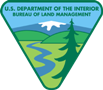 U.S. DEPARTMENT OF THE INTERIOR
BUREAU OF LAND MANAGEMENT